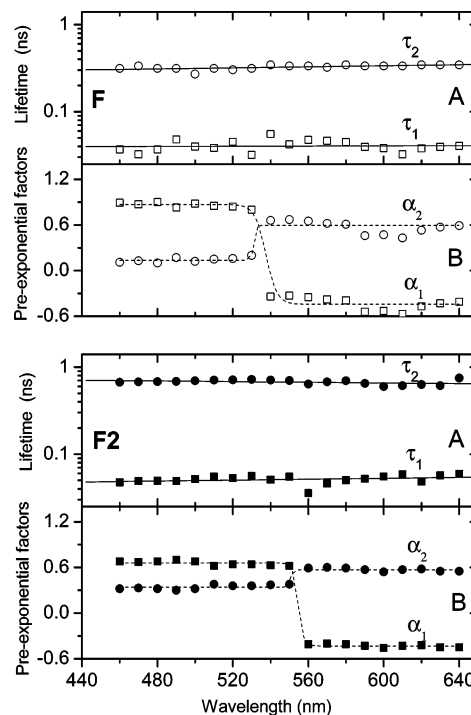 Lifetime (ns)
1
0.1
F
A
τ2
τ1
Pre-exponential factors
1.2
0.6
0.0
-0.6
B
α2
α1
Lifetime (ns)
1
0.1
F2
A
τ2
τ1
Pre-exponential factors
1.2
0.6
0.0
-0.6
B
α2
α1
440 480 520 560 600 640
Wavelength (nm)